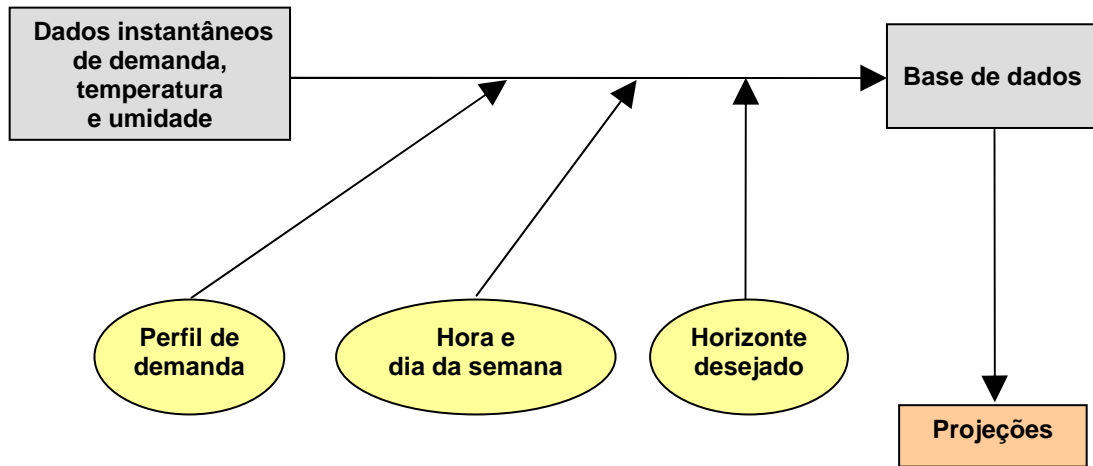 Dados instantâneos
de demanda,
temperatura
e umidade
Base de dados
Perfil de
demanda
Hora e
dia da semana
Horizonte
desejado
Projeções